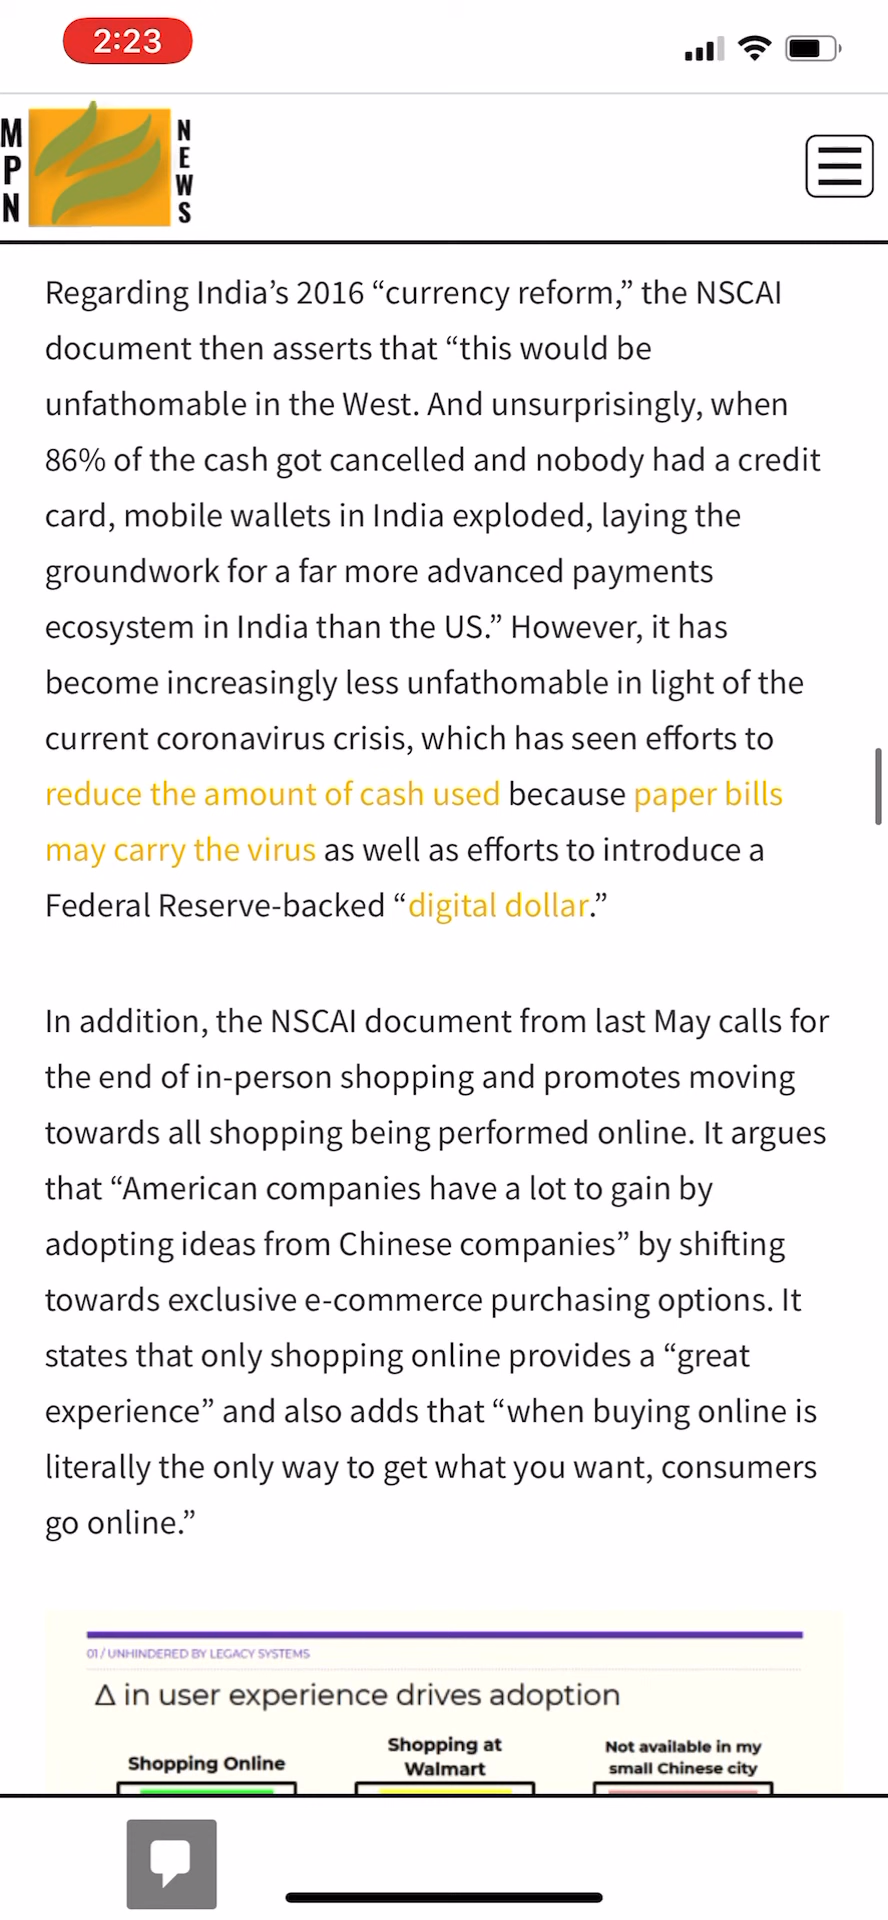 2:23
MPN NEWS
Regarding India’s 2016 “currency reform,” the NSCAI
document then asserts that “this would be
unfathomable in the West. And unsurprisingly, when
86% of the cash got cancelled and nobody had a credit
card, mobile wallets in India exploded, laying the
groundwork for a far more advanced payments
ecosystem in India than the US.” However, it has
become increasingly less unfathomable in light of the
current coronavirus crisis, which has seen efforts to
reduce the amount of cash used because paper bills
may carry the virus as well as efforts to introduce a
Federal Reserve-backed “digital dollar.”
In addition, the NSCAI document from last May calls for
the end of in-person shopping and promotes moving
towards all shopping being performed online. It argues
that “American companies have a lot to gain by
adopting ideas from Chinese companies” by shifting
towards exclusive e-commerce purchasing options. It
states that only shopping online provides a “great
experience” and also adds that “when buying online is
literally the only way to get what you want, consumers
go online.”
01 / UNHINDERED BY LEGACY SYSTEMS
Δ in user experience drives adoption
Shopping Online
Shopping at
Walmart
Not available in my
small Chinese city